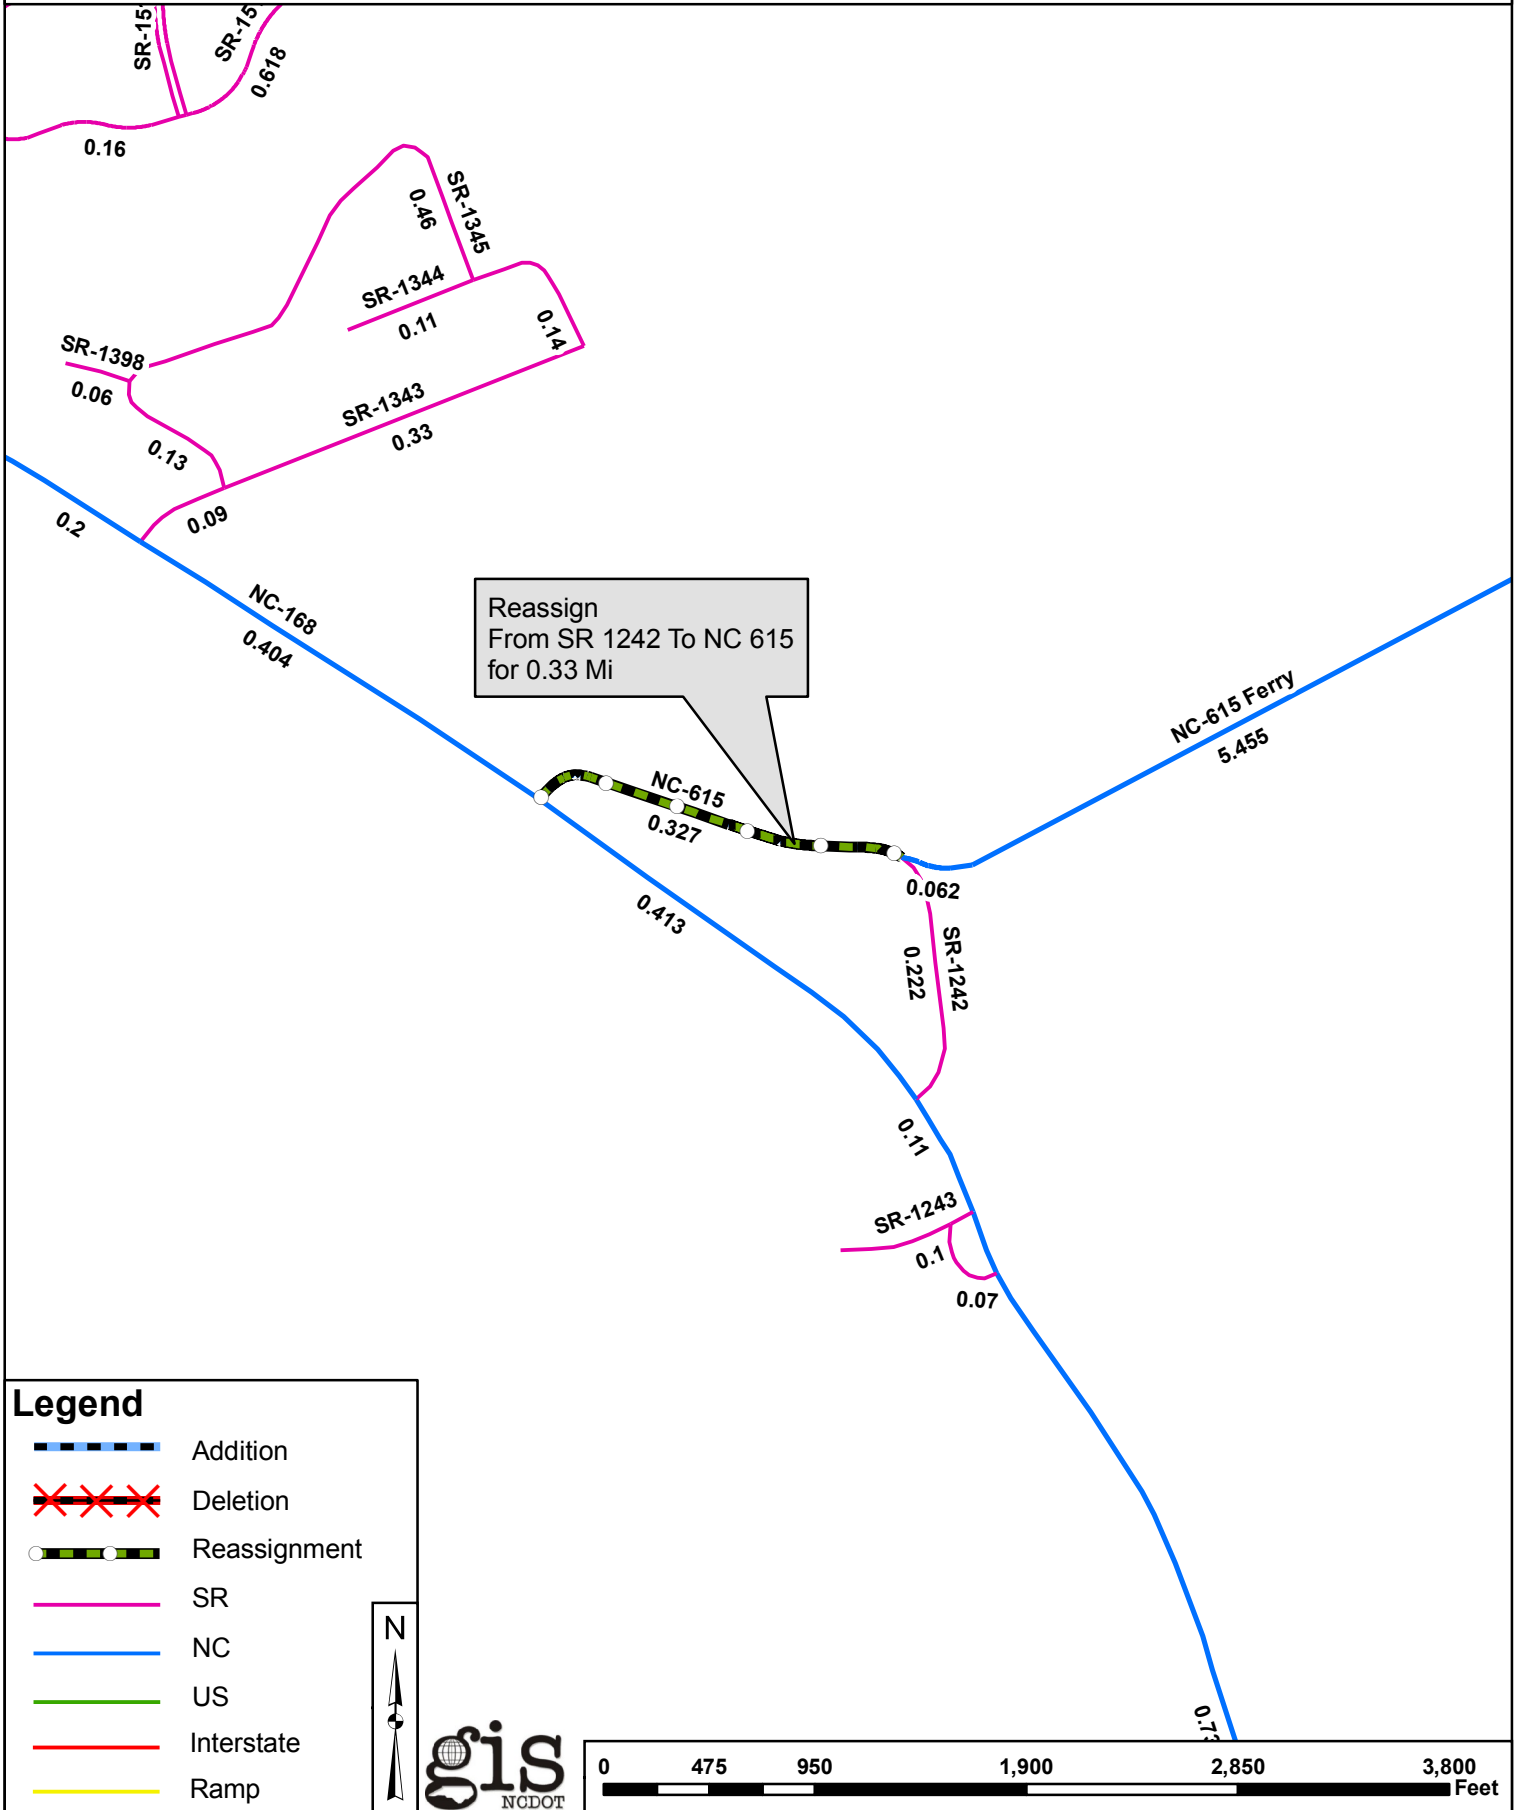 SR-15
SR-15
0.618
0.16
SR-1345
0.46
SR-1344
0.11
0.14
SR-1398
0.06
SR-1343
0.33
0.13
0.09
0.2
NC-168
0.404
Reassign
From SR 1242 To NC 615
for 0.33 Mi
NC-615 Ferry
5.455
NC-615
0.327
0.062
0.413
SR-1242
0.222
0.11
SR-1243
0.1
0.07
0.73
Legend
Addition
Deletion
Reassignment
SR
NC
US
Interstate
Ramp
N
gis
NCDOT
0 475 950 1,900 2,850 3,800
Feet